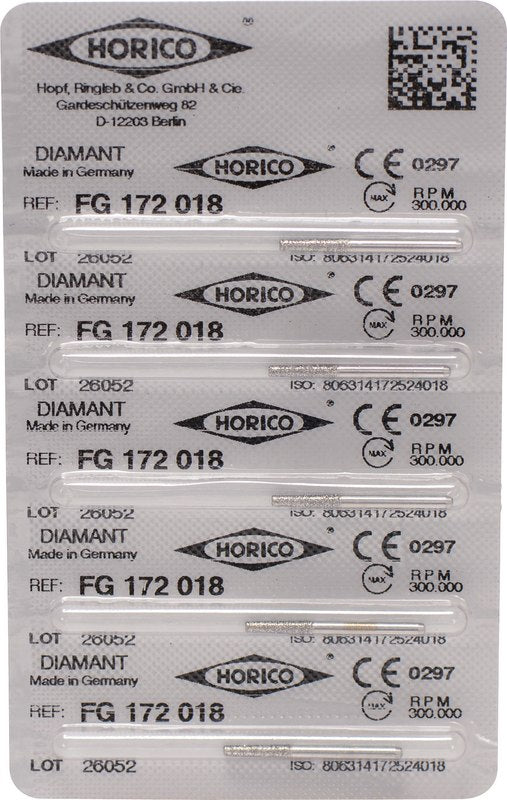 HORICO ®
Hopf, Ringleb & Co. GmbH & Cie.
Gardeschützenweg 82
D-12203 Berlin
DIAMANT HORICO ® CE 0297
Made in Germany
MAX RPM
REF: FG 172 018 300.000
LOT 26052 ISO: 806314172524018
DIAMANT HORICO ® CE 0297
Made in Germany
MAX RPM
REF: FG 172 018 300.000
LOT 26052 ISO: 806314172524018
DIAMANT HORICO ® CE 0297
Made in Germany
MAX RPM
REF: FG 172 018 300.000
LOT 26052 ISO: 806314172524018
DIAMANT HORICO ® CE 0297
Made in Germany
MAX RPM
REF: FG 172 018 300.000
LOT 26052 ISO: 806314172524018
DIAMANT HORICO ® CE 0297
Made in Germany
MAX RPM
REF: FG 172 018 300.000
LOT 26052 ISO: 806314172524018